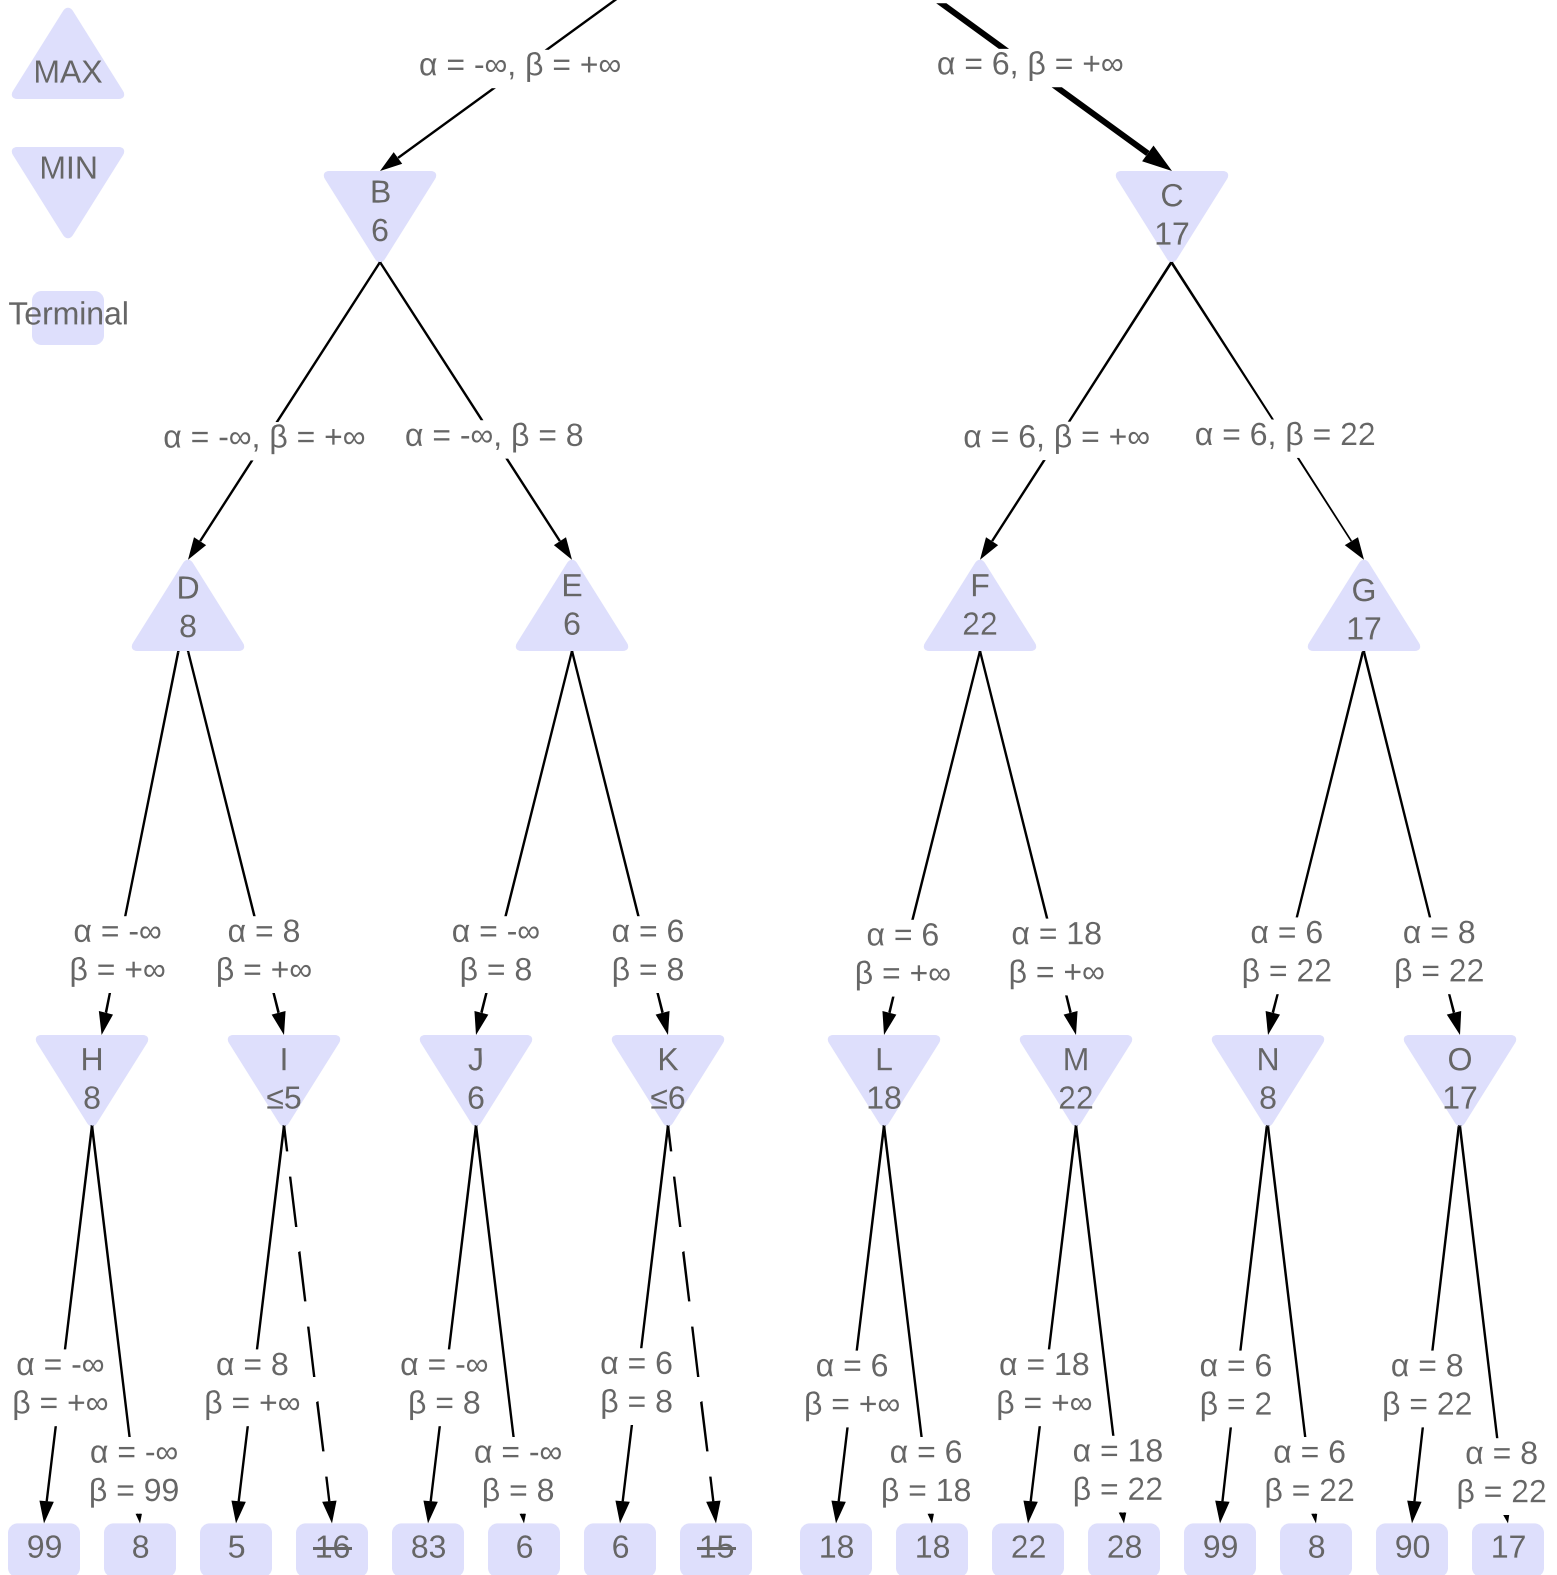 MAX
MIN
Terminal
α = -∞, β = +∞
α = 6, β = +∞
B
6
C
17
α = -∞, β = +∞
α = -∞, β = 8
α = 6, β = +∞
α = 6, β = 22
D
8
E
6
F
22
G
17
α = -∞
β = +∞
α = 8
β = +∞
α = -∞
β = 8
α = 6
β = 8
α = 6
β = +∞
α = 18
β = +∞
α = 6
β = 22
α = 8
β = 22
H
8
I
≤5
J
6
K
≤6
L
18
M
22
N
8
O
17
α = -∞
β = +∞
α = -∞
β = 99
α = 8
β = +∞
α = -∞
β = 8
α = -∞
β = 8
α = 6
β = 8
α = 6
β = +∞
α = 6
β = 18
α = 18
β = +∞
α = 18
β = 22
α = 6
β = 2
α = 6
β = 22
α = 8
β = 22
α = 8
β = 22
99
8
5
16
83
6
6
15
18
18
22
28
99
8
90
17